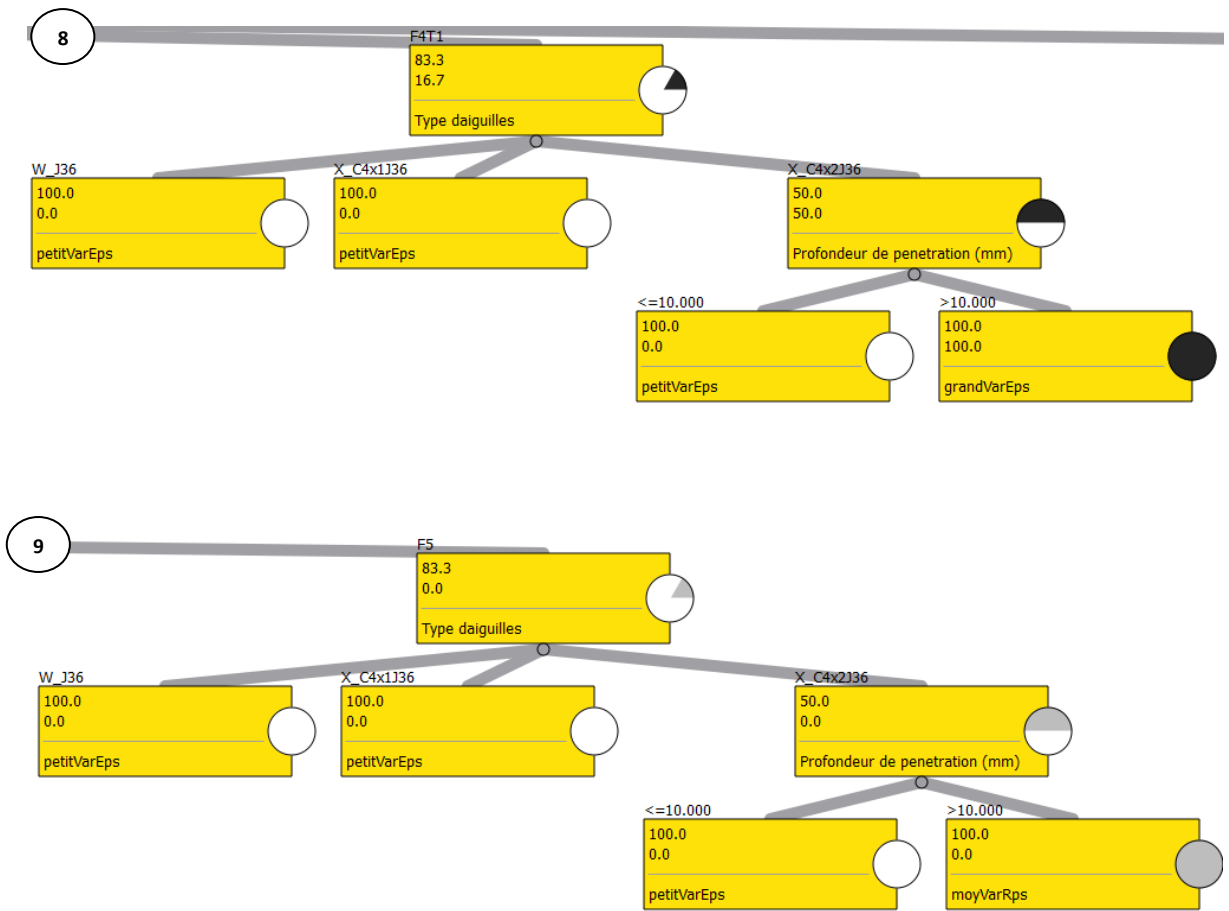 8
F4T1
83.3
16.7
Type daiguilles
W_J36
100.0
0.0
petitVarEps
X_C4x1J36
100.0
0.0
petitVarEps
X_C4x2J36
50.0
50.0
Profondeur de penetration (mm)
<=10.000
100.0
0.0
petitVarEps
>10.000
100.0
100.0
grandVarEps
9
F5
83.3
0.0
Type daiguilles
W_J36
100.0
0.0
petitVarEps
X_C4x1J36
100.0
0.0
petitVarEps
X_C4x2J36
50.0
0.0
Profondeur de penetration (mm)
<=10.000
100.0
0.0
petitVarEps
>10.000
100.0
0.0
moyVarRps